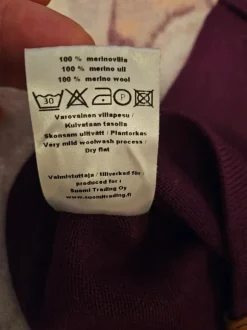 100 % merinovilla
100 % merino ull
100 % merino wool
30 P
Varovainen villapesu /
Kuivataan tasolla
Skonsam ulltvätt / Plantorkas
Very mild woolwash process /
Dry flat
Valmistuttaja / tillverkad för /
produced for :
Suomi Trading Oy
www.suomitrading.fi